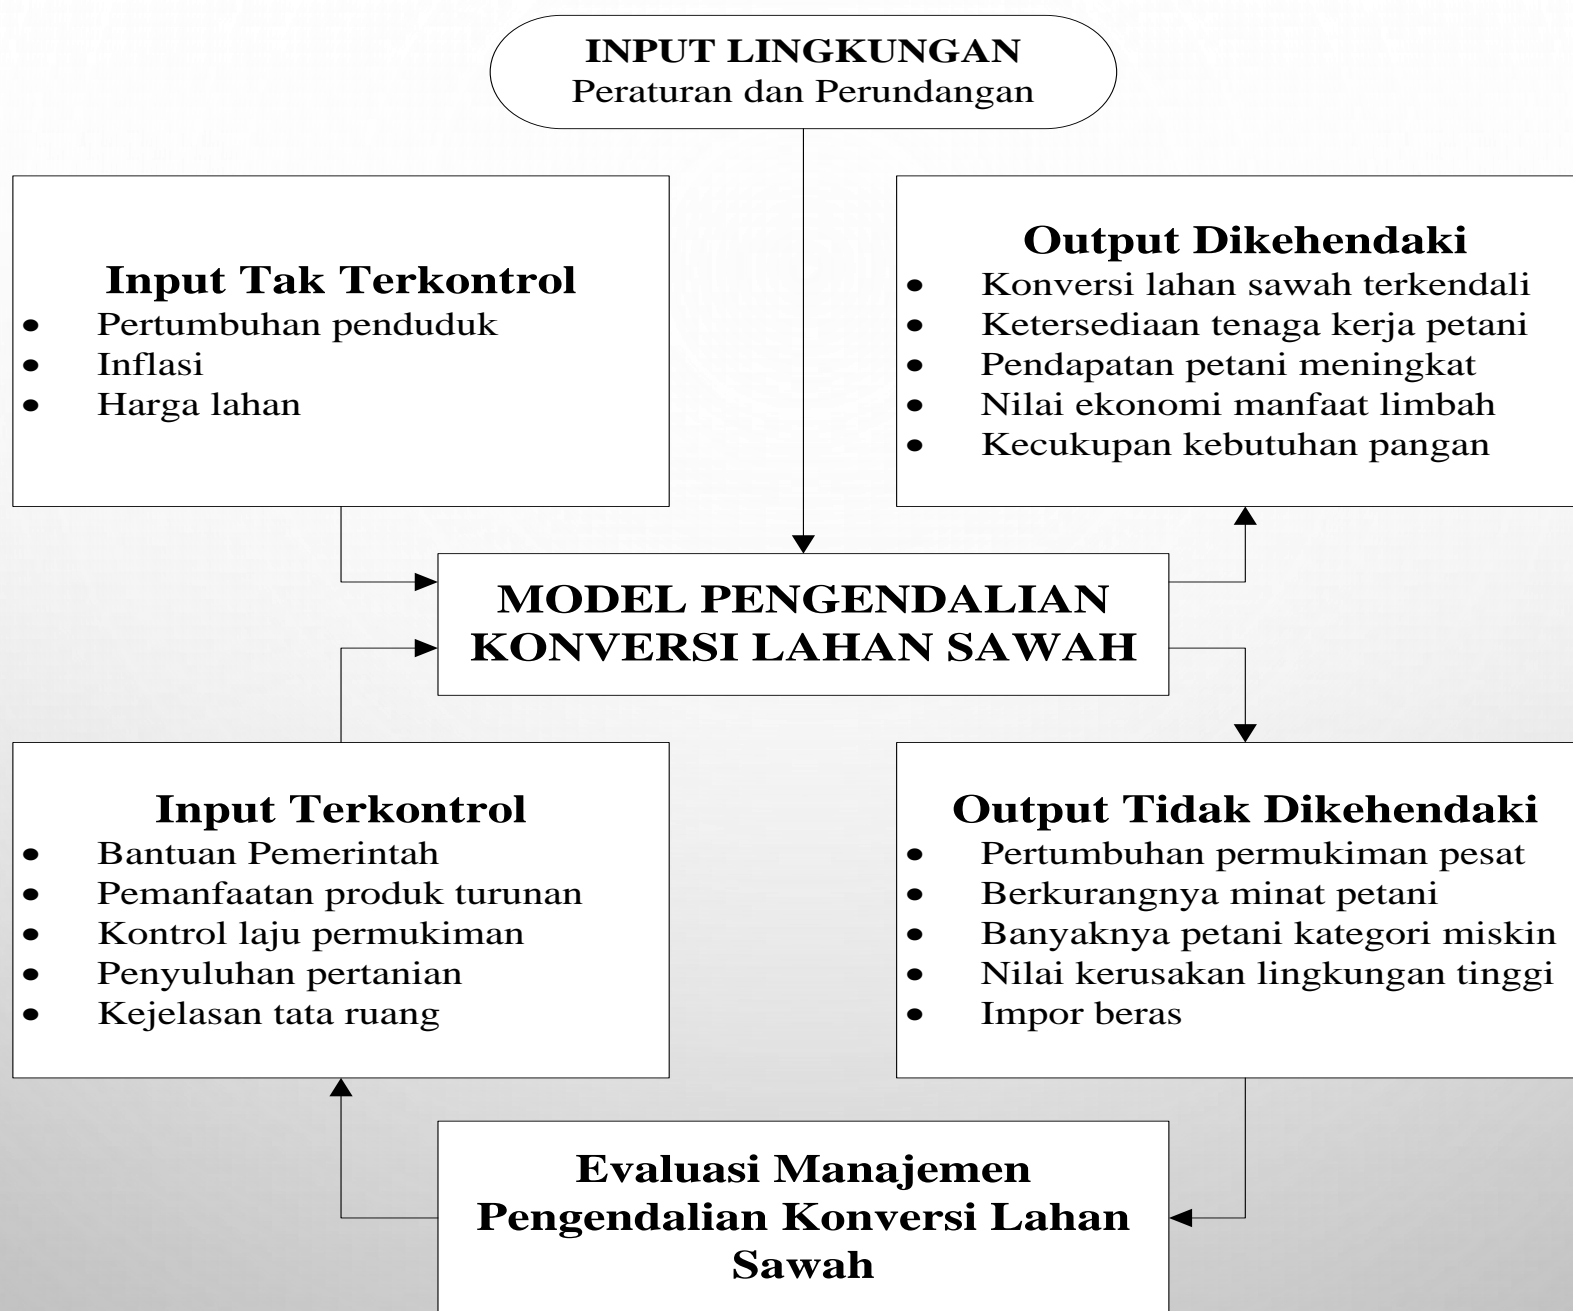 INPUT LINGKUNGAN
Peraturan dan Perundangan
Input Tak Terkontrol
• Pertumbuhan penduduk
• Inflasi
• Harga lahan
Output Dikehendaki
• Konversi lahan sawah terkendali
• Ketersediaan tenaga kerja petani
• Pendapatan petani meningkat
• Nilai ekonomi manfaat limbah
• Kecukupan kebutuhan pangan
MODEL PENGENDALIAN
KONVERSI LAHAN SAWAH
Input Terkontrol
• Bantuan Pemerintah
• Pemanfaatan produk turunan
• Kontrol laju permukiman
• Penyuluhan pertanian
• Kejelasan tata ruang
Output Tidak Dikehendaki
• Pertumbuhan permukiman pesat
• Berkurangnya minat petani
• Banyaknya petani kategori miskin
• Nilai kerusakan lingkungan tinggi
• Impor beras
Evaluasi Manajemen
Pengendalian Konversi Lahan
Sawah